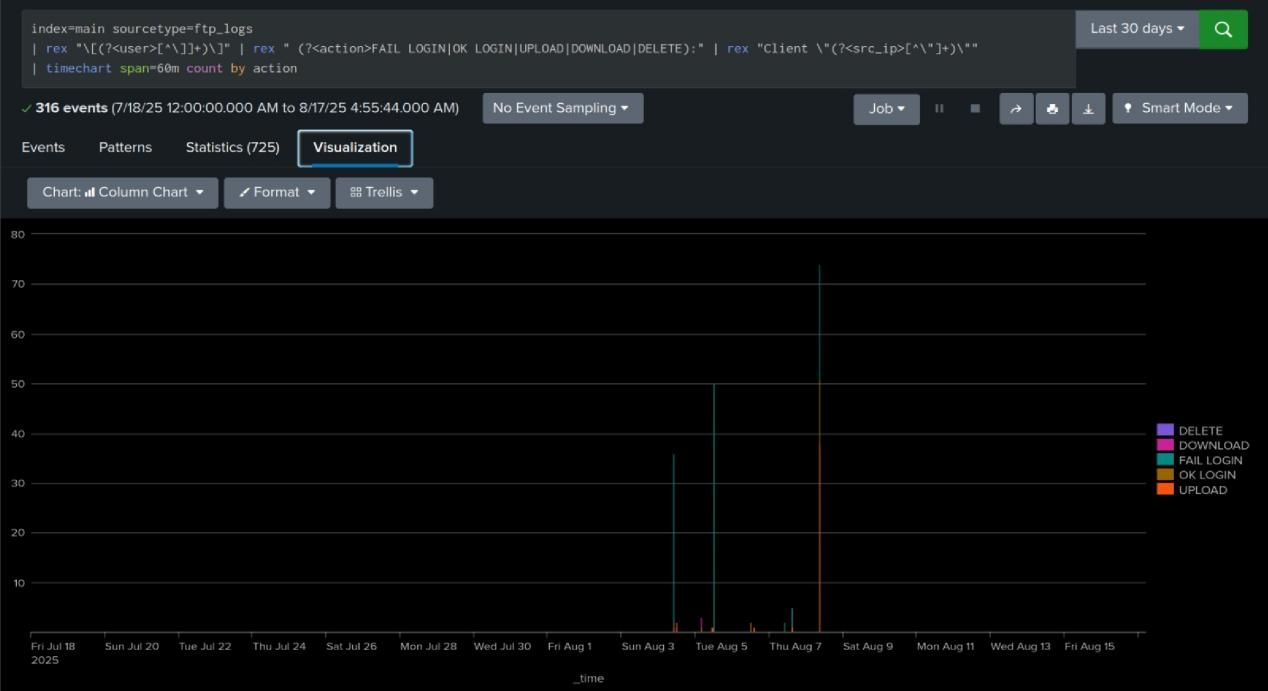 index=main sourcetype=ftp_logs
| rex "\[(?<user>[^\]]+)\]" | rex " (?<action>FAIL LOGIN|OK LOGIN|UPLOAD|DOWNLOAD|DELETE):" | rex "Client \"(?<src_ip>[^\"]+)\""
| timechart span=60m count by action
Last 30 days
316 events (7/18/25 12:00:00.000 AM to 8/17/25 4:55:44.000 AM)
No Event Sampling
Job
Smart Mode
Events
Patterns
Statistics (725)
Visualization
Chart: Column Chart
Format
Trellis
80
70
60
50
40
30
20
10
DELETE
DOWNLOAD
FAIL LOGIN
OK LOGIN
UPLOAD
Fri Jul 18
2025
Sun Jul 20
Tue Jul 22
Thu Jul 24
Sat Jul 26
Mon Jul 28
Wed Jul 30
Fri Aug 1
Sun Aug 3
Tue Aug 5
Thu Aug 7
Sat Aug 9
Mon Aug 11
Wed Aug 13
Fri Aug 15
_time